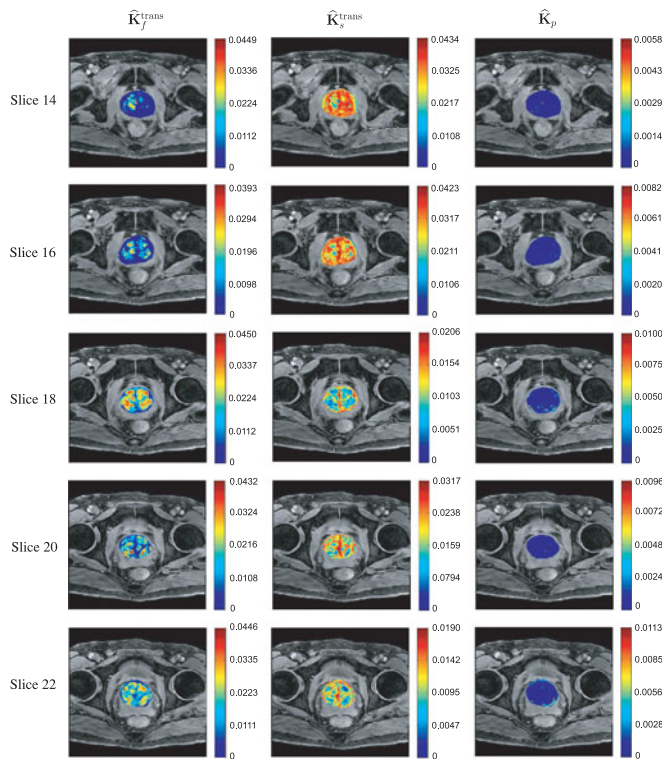 K̂_f^trans K̂_s^trans K̂_p
Slice 14
0.0449 0.0434 0.0058
0.0336 0.0325 0.0043
0.0224 0.0217 0.0029
0.0112 0.0108 0.0014
0 0 0
Slice 16
0.0393 0.0423 0.0082
0.0294 0.0317 0.0061
0.0196 0.0211 0.0041
0.0098 0.0106 0.0020
0 0 0
Slice 18
0.0450 0.0206 0.0100
0.0337 0.0154 0.0075
0.0224 0.0103 0.0050
0.0112 0.0051 0.0025
0 0 0
Slice 20
0.0432 0.0317 0.0096
0.0324 0.0238 0.0072
0.0216 0.0159 0.0048
0.0108 0.0794 0.0024
0 0 0
Slice 22
0.0446 0.0190 0.0113
0.0335 0.0142 0.0085
0.0223 0.0095 0.0056
0.0111 0.0047 0.0028
0 0 0